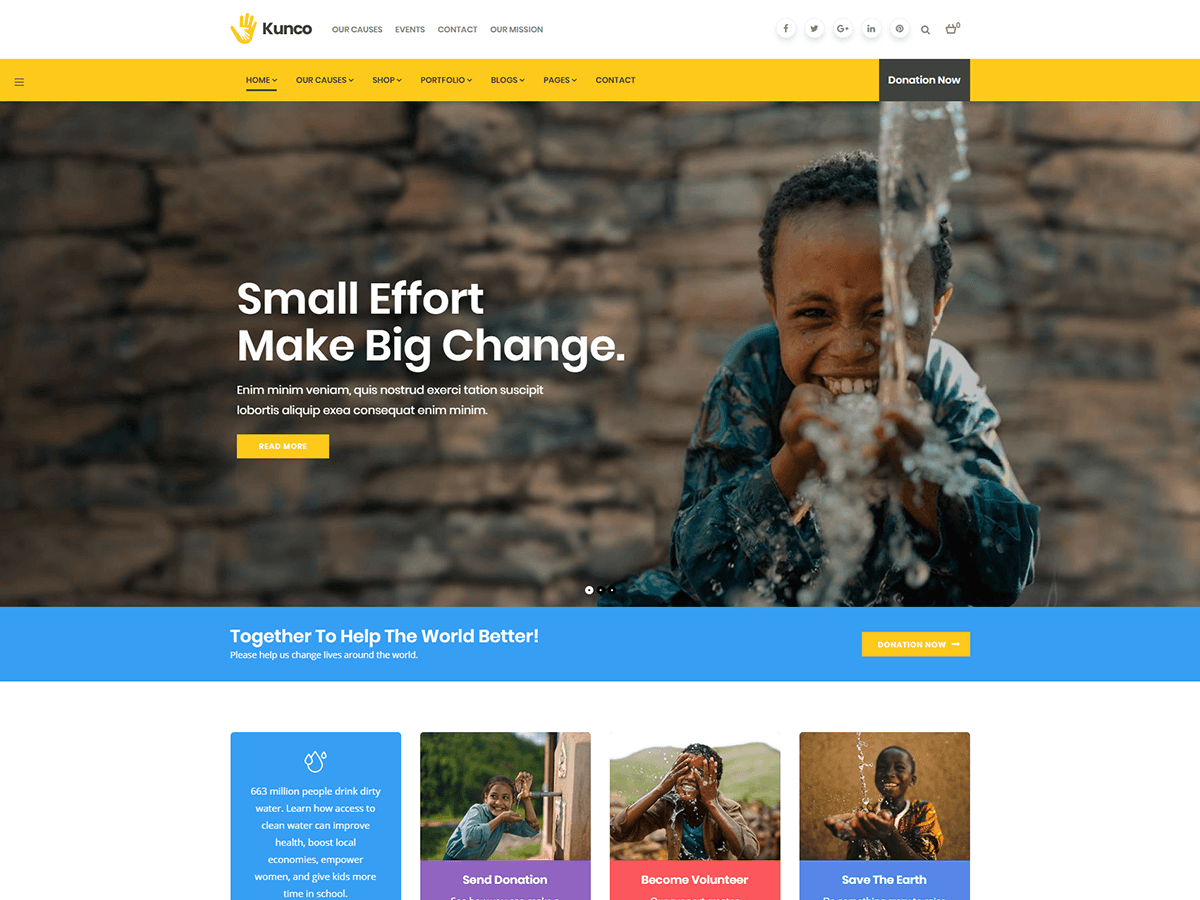 Kunco
OUR CAUSES EVENTS CONTACT OUR MISSION
0
HOME OUR CAUSES SHOP PORTFOLIO BLOGS PAGES CONTACT
Donation Now
Small Effort
Make Big Change.
Enim minim veniam, quis nostrud exerci tation suscipit
lobortis aliquip exea consequat enim minim.
READ MORE
Together To Help The World Better!
Please help us change lives around the world.
DONATION NOW
663 million people drink dirty
water. Learn how access to
clean water can improve
health, boost local
economies, empower
women, and give kids more
time in school.
Send Donation
Become Volunteer
Save The Earth